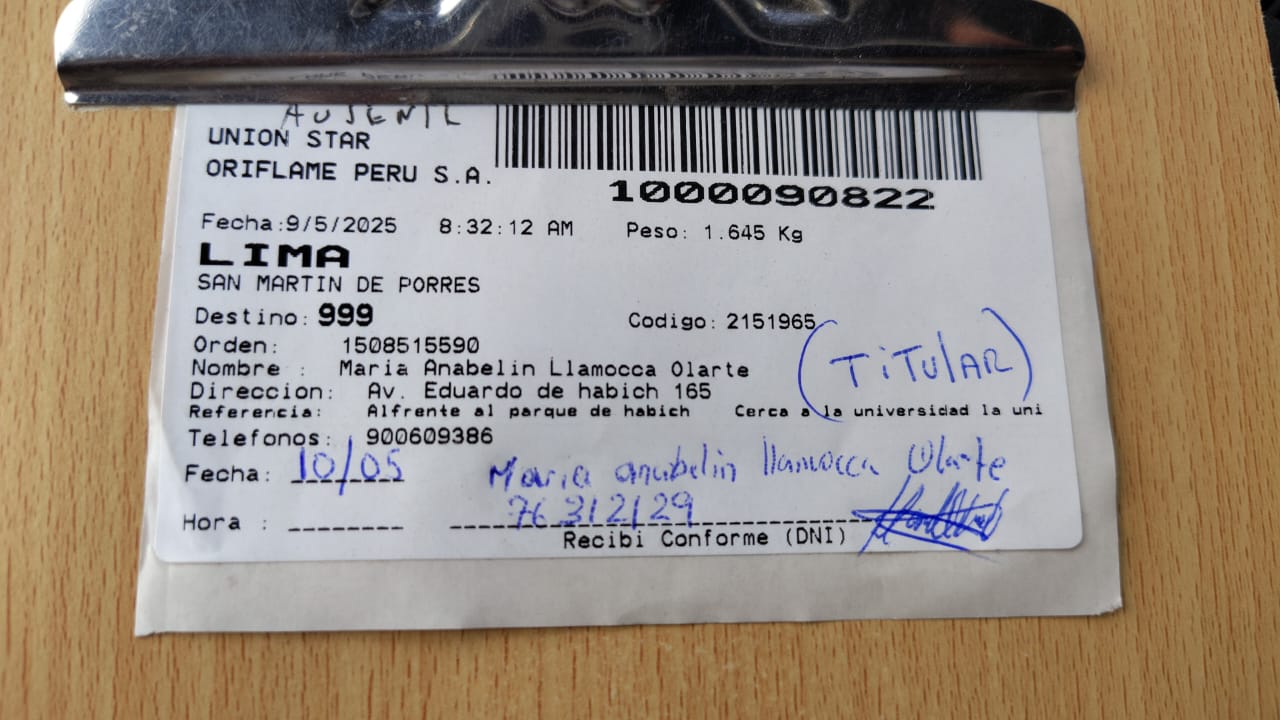 AUSENTE
UNION STAR
ORIFLAME PERU S.A.
1000090822
Fecha:9/5/2025 8:32:12 AM Peso: 1.645 Kg
LIMA
SAN MARTIN DE PORRES
Destino: 999 Codigo: 2151965
Orden: 1508515590
Nombre : Maria Anabelin Llamocca Olarte
(TiTUlAR)
Direccion: Av. Eduardo de habich 165
Referencia: Alfrente al parque de habich Cerca a la universidad la uni
Telefonos: 900609386
Fecha: 10/05 Maria anabelin llamocca Olarte
76312129
Hora :
Recibi Conforme (DNI)